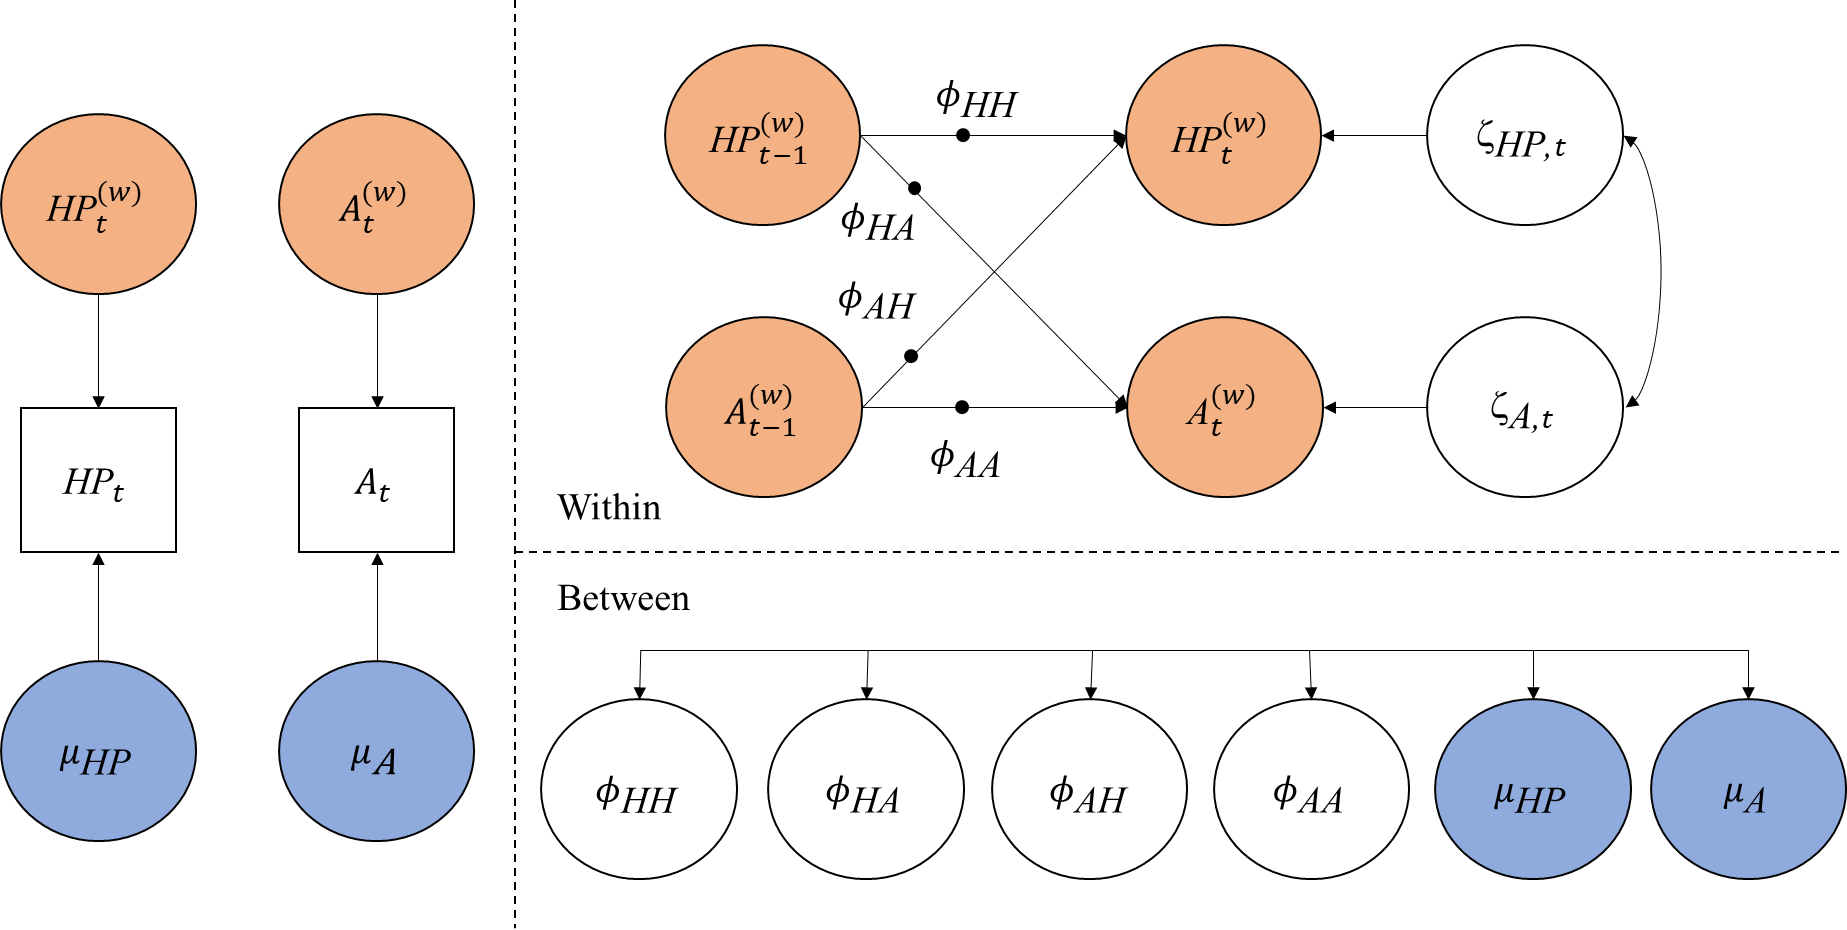 HP_t^(w) A_t^(w)
HP_t A_t
μ_HP μ_A
HP_{t−1}^(w) ϕ_HH HP_t^(w) ζ_HP,t
ϕ_HA
ϕ_AH
A_{t−1}^(w) ϕ_AA A_t^(w) ζ_A,t
Within
Between
ϕ_HH ϕ_HA ϕ_AH ϕ_AA μ_HP μ_A